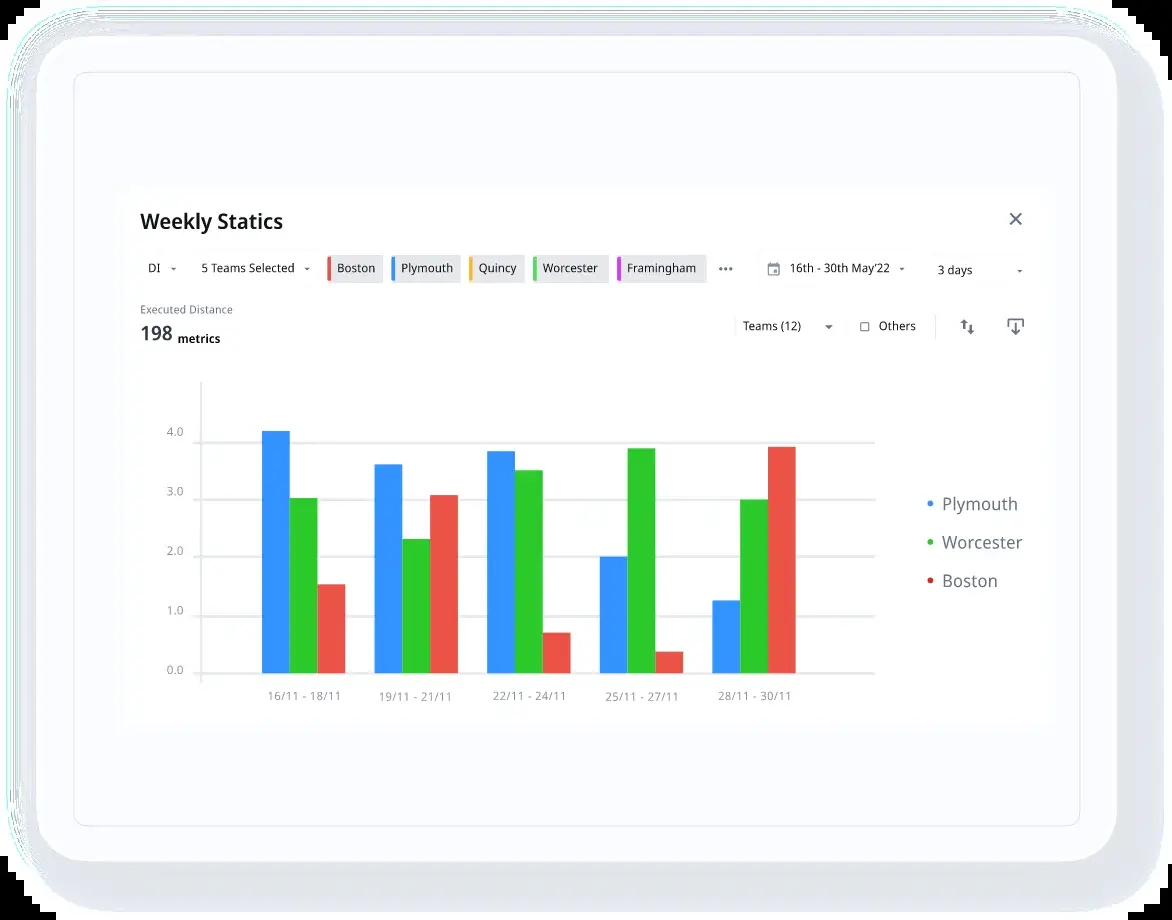 Weekly Statics
DI 5 Teams Selected Boston Plymouth Quincy Worcester Framingham ••• 16th - 30th May'22 3 days
Executed Distance
198 metrics
Teams (12) Others
4.0
3.0
2.0
1.0
0.0
16/11 - 18/11 19/11 - 21/11 22/11 - 24/11 25/11 - 27/11 28/11 - 30/11
Plymouth
Worcester
Boston